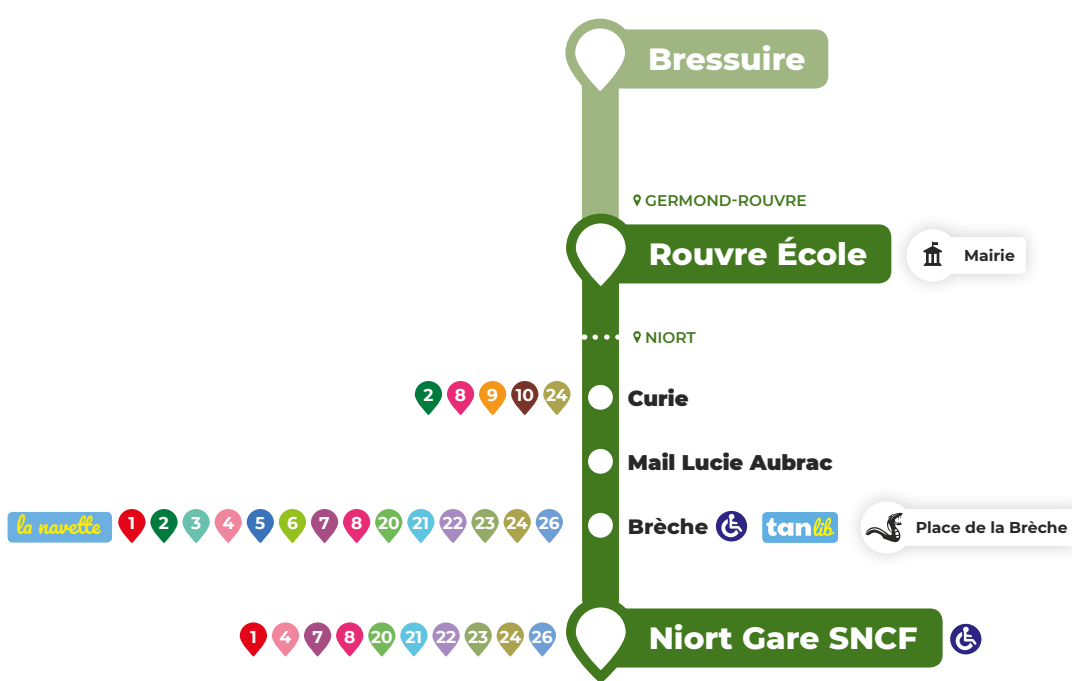 Bressuire
GERMOND-ROUVRE
Rouvre École
Mairie
NIORT
2 8 9 10 24
Curie
Mail Lucie Aubrac
la navette 1 2 3 4 5 6 7 8 20 21 22 23 24 26
Brèche
tanlib
Place de la Brèche
1 4 7 8 20 21 22 23 24 26
Niort Gare SNCF